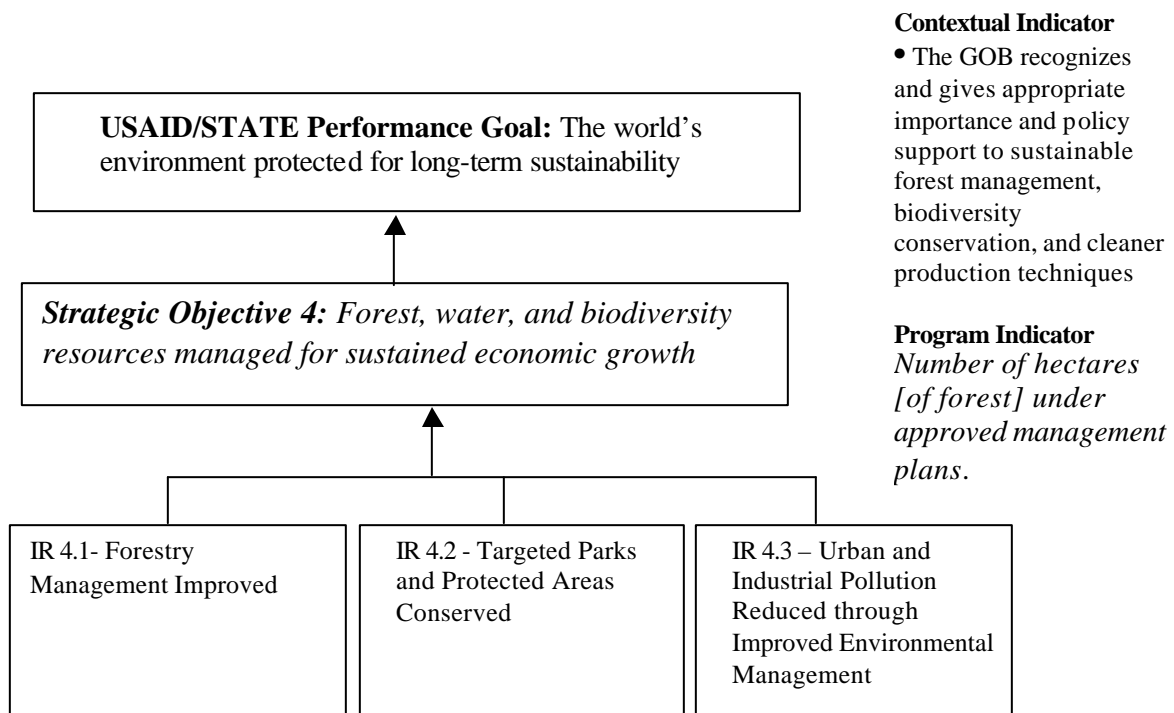 Contextual Indicator
• The GOB recognizes
and gives appropriate
importance and policy
support to sustainable
forest management,
biodiversity
conservation, and cleaner
production techniques
Program Indicator
Number of hectares
[of forest] under
approved management
plans.
USAID/STATE Performance Goal: The world’s
environment protected for long-term sustainability
Strategic Objective 4: Forest, water, and biodiversity
resources managed for sustained economic growth
IR 4.1- Forestry
Management Improved
IR 4.2 - Targeted Parks
and Protected Areas
Conserved
IR 4.3 – Urban and
Industrial Pollution
Reduced through
Improved Environmental
Management